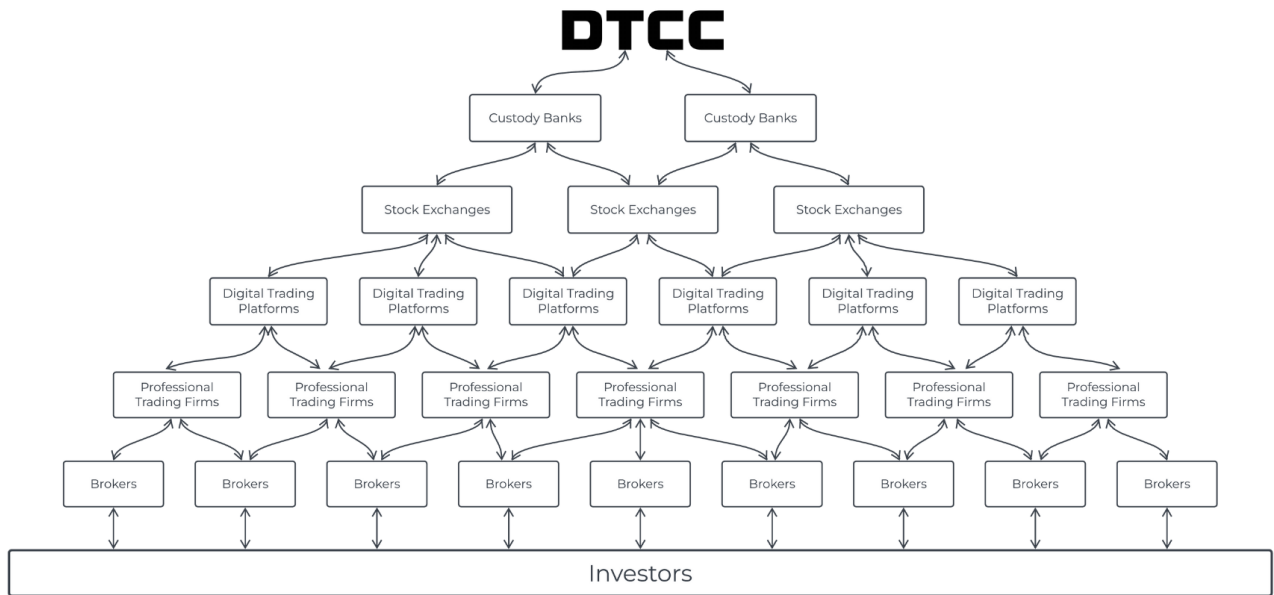 DTCC
Custody Banks
Custody Banks
Stock Exchanges
Stock Exchanges
Stock Exchanges
Digital Trading
Platforms
Digital Trading
Platforms
Digital Trading
Platforms
Digital Trading
Platforms
Digital Trading
Platforms
Digital Trading
Platforms
Professional
Trading Firms
Professional
Trading Firms
Professional
Trading Firms
Professional
Trading Firms
Professional
Trading Firms
Professional
Trading Firms
Professional
Trading Firms
Brokers
Brokers
Brokers
Brokers
Brokers
Brokers
Brokers
Brokers
Brokers
Investors